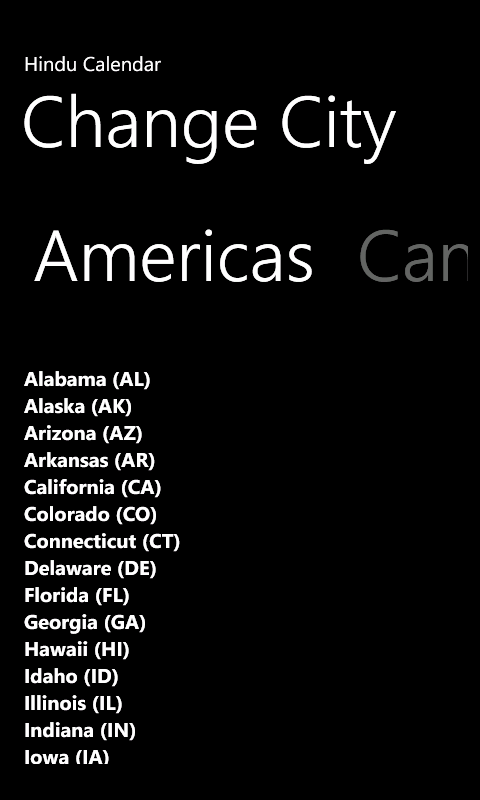 Hindu Calendar
Change City
Americas Can
Alabama (AL)
Alaska (AK)
Arizona (AZ)
Arkansas (AR)
California (CA)
Colorado (CO)
Connecticut (CT)
Delaware (DE)
Florida (FL)
Georgia (GA)
Hawaii (HI)
Idaho (ID)
Illinois (IL)
Indiana (IN)
Iowa (IA)